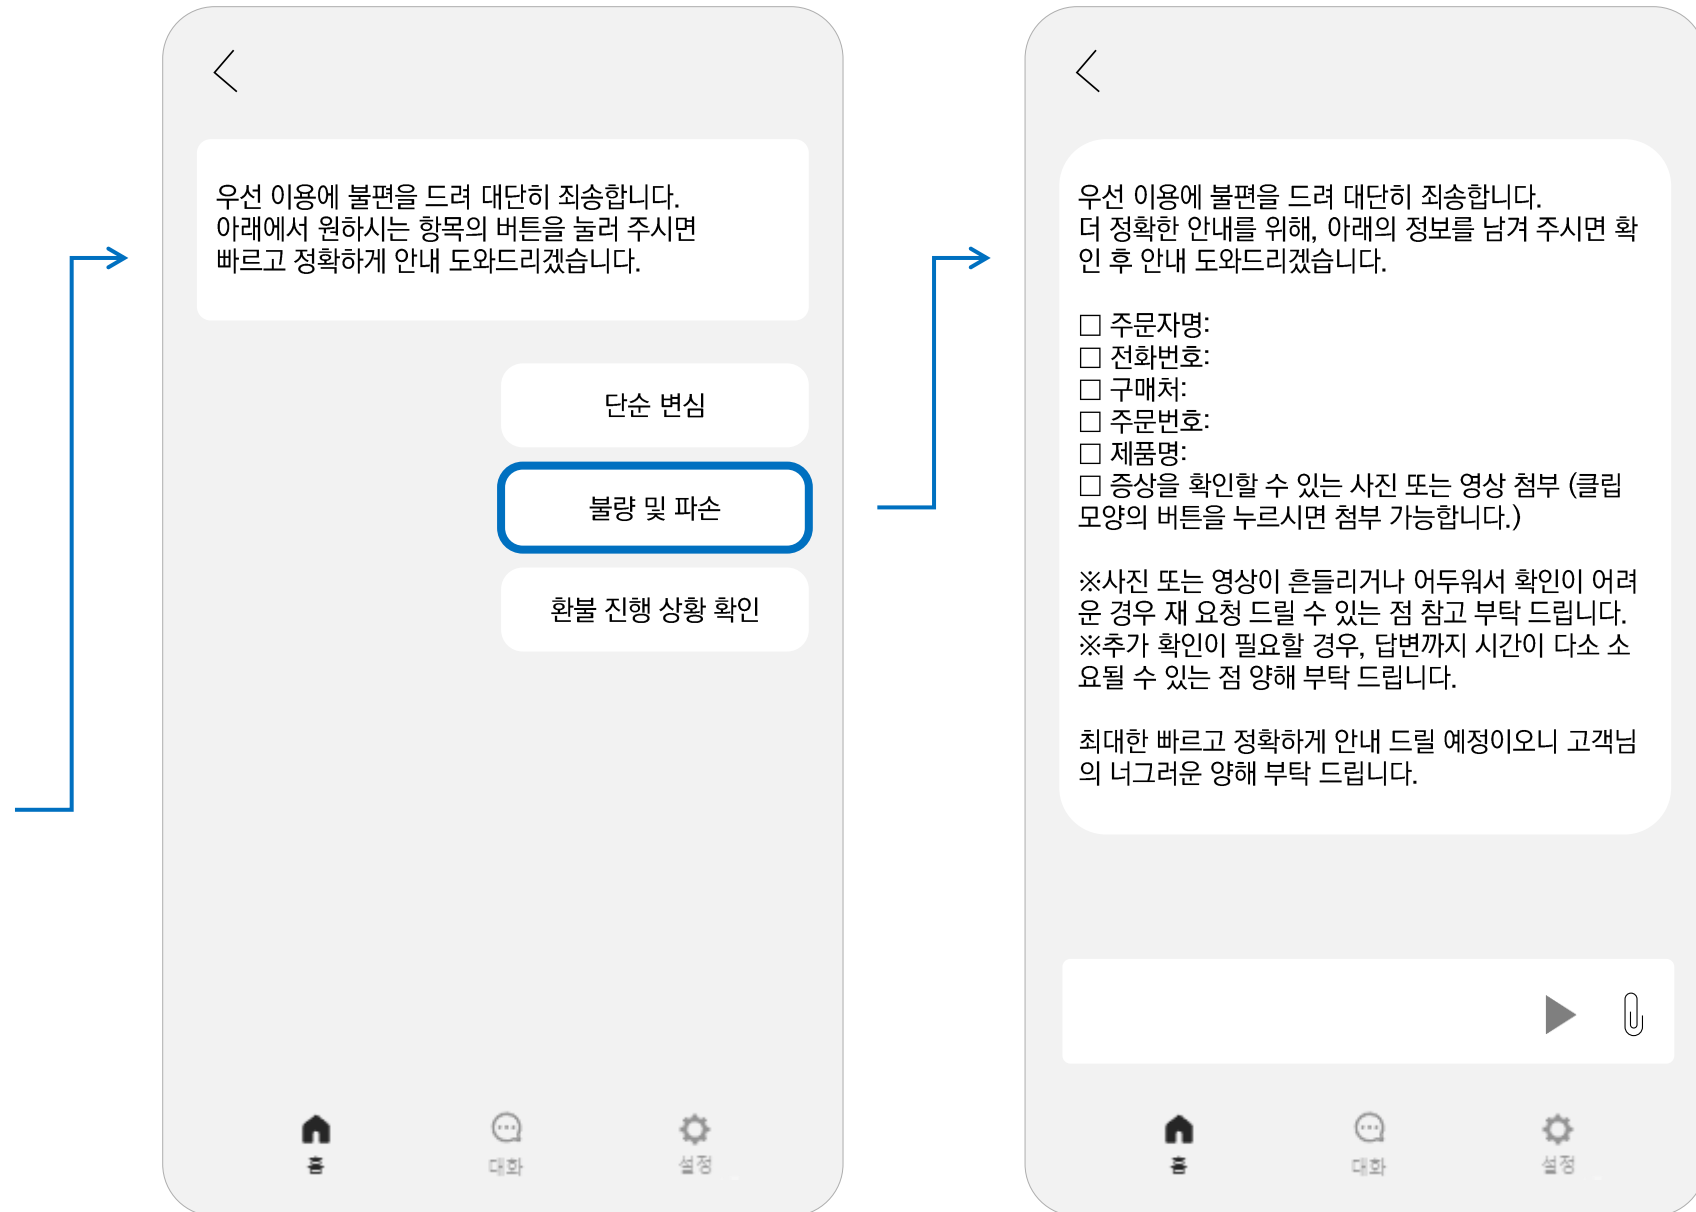 우선 이용에 불편을 드려 대단히 죄송합니다.
아래에서 원하시는 항목의 버튼을 눌러 주시면
빠르고 정확하게 안내 도와드리겠습니다.
단순 변심
불량 및 파손
환불 진행 상황 확인
홈
대화
설정
우선 이용에 불편을 드려 대단히 죄송합니다.
더 정확한 안내를 위해, 아래의 정보를 남겨 주시면 확
인 후 안내 도와드리겠습니다.
□ 주문자명:
□ 전화번호:
□ 구매처:
□ 주문번호:
□ 제품명:
□ 증상을 확인할 수 있는 사진 또는 영상 첨부 (클립
모양의 버튼을 누르시면 첨부 가능합니다.)
※사진 또는 영상이 흔들리거나 어두워서 확인이 어려
운 경우 재 요청 드릴 수 있는 점 참고 부탁 드립니다.
※추가 확인이 필요할 경우, 답변까지 시간이 다소 소
요될 수 있는 점 양해 부탁 드립니다.
최대한 빠르고 정확하게 안내 드릴 예정이오니 고객님
의 너그러운 양해 부탁 드립니다.
홈
대화
설정